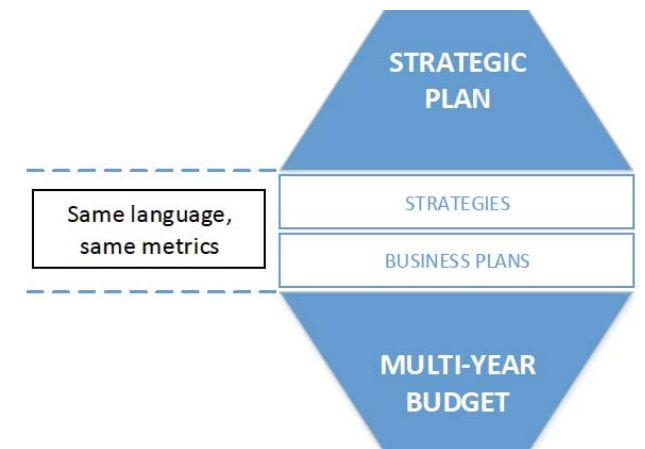 STRATEGIC
PLAN
Same language,
same metrics
STRATEGIES
BUSINESS PLANS
MULTI-YEAR
BUDGET